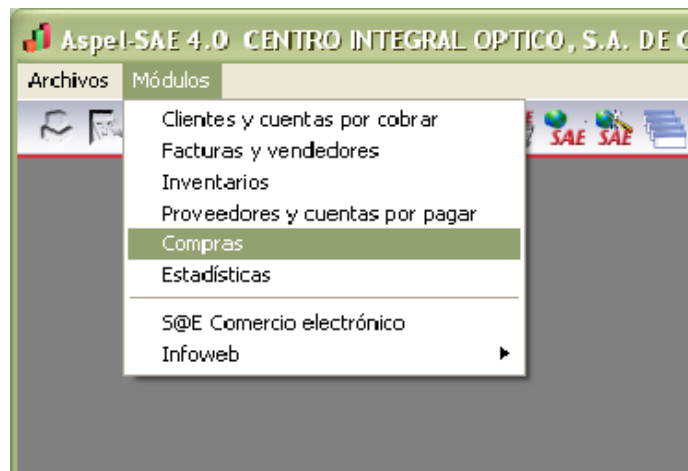 Aspel-SAE 4.0 CENTRO INTEGRAL OPTICO, S.A. DE
Archivos Módulos
Clientes y cuentas por cobrar
SAE SAE
Facturas y vendedores
Inventarios
Proveedores y cuentas por pagar
Compras
Estadísticas
S@E Comercio electrónico
Infoweb